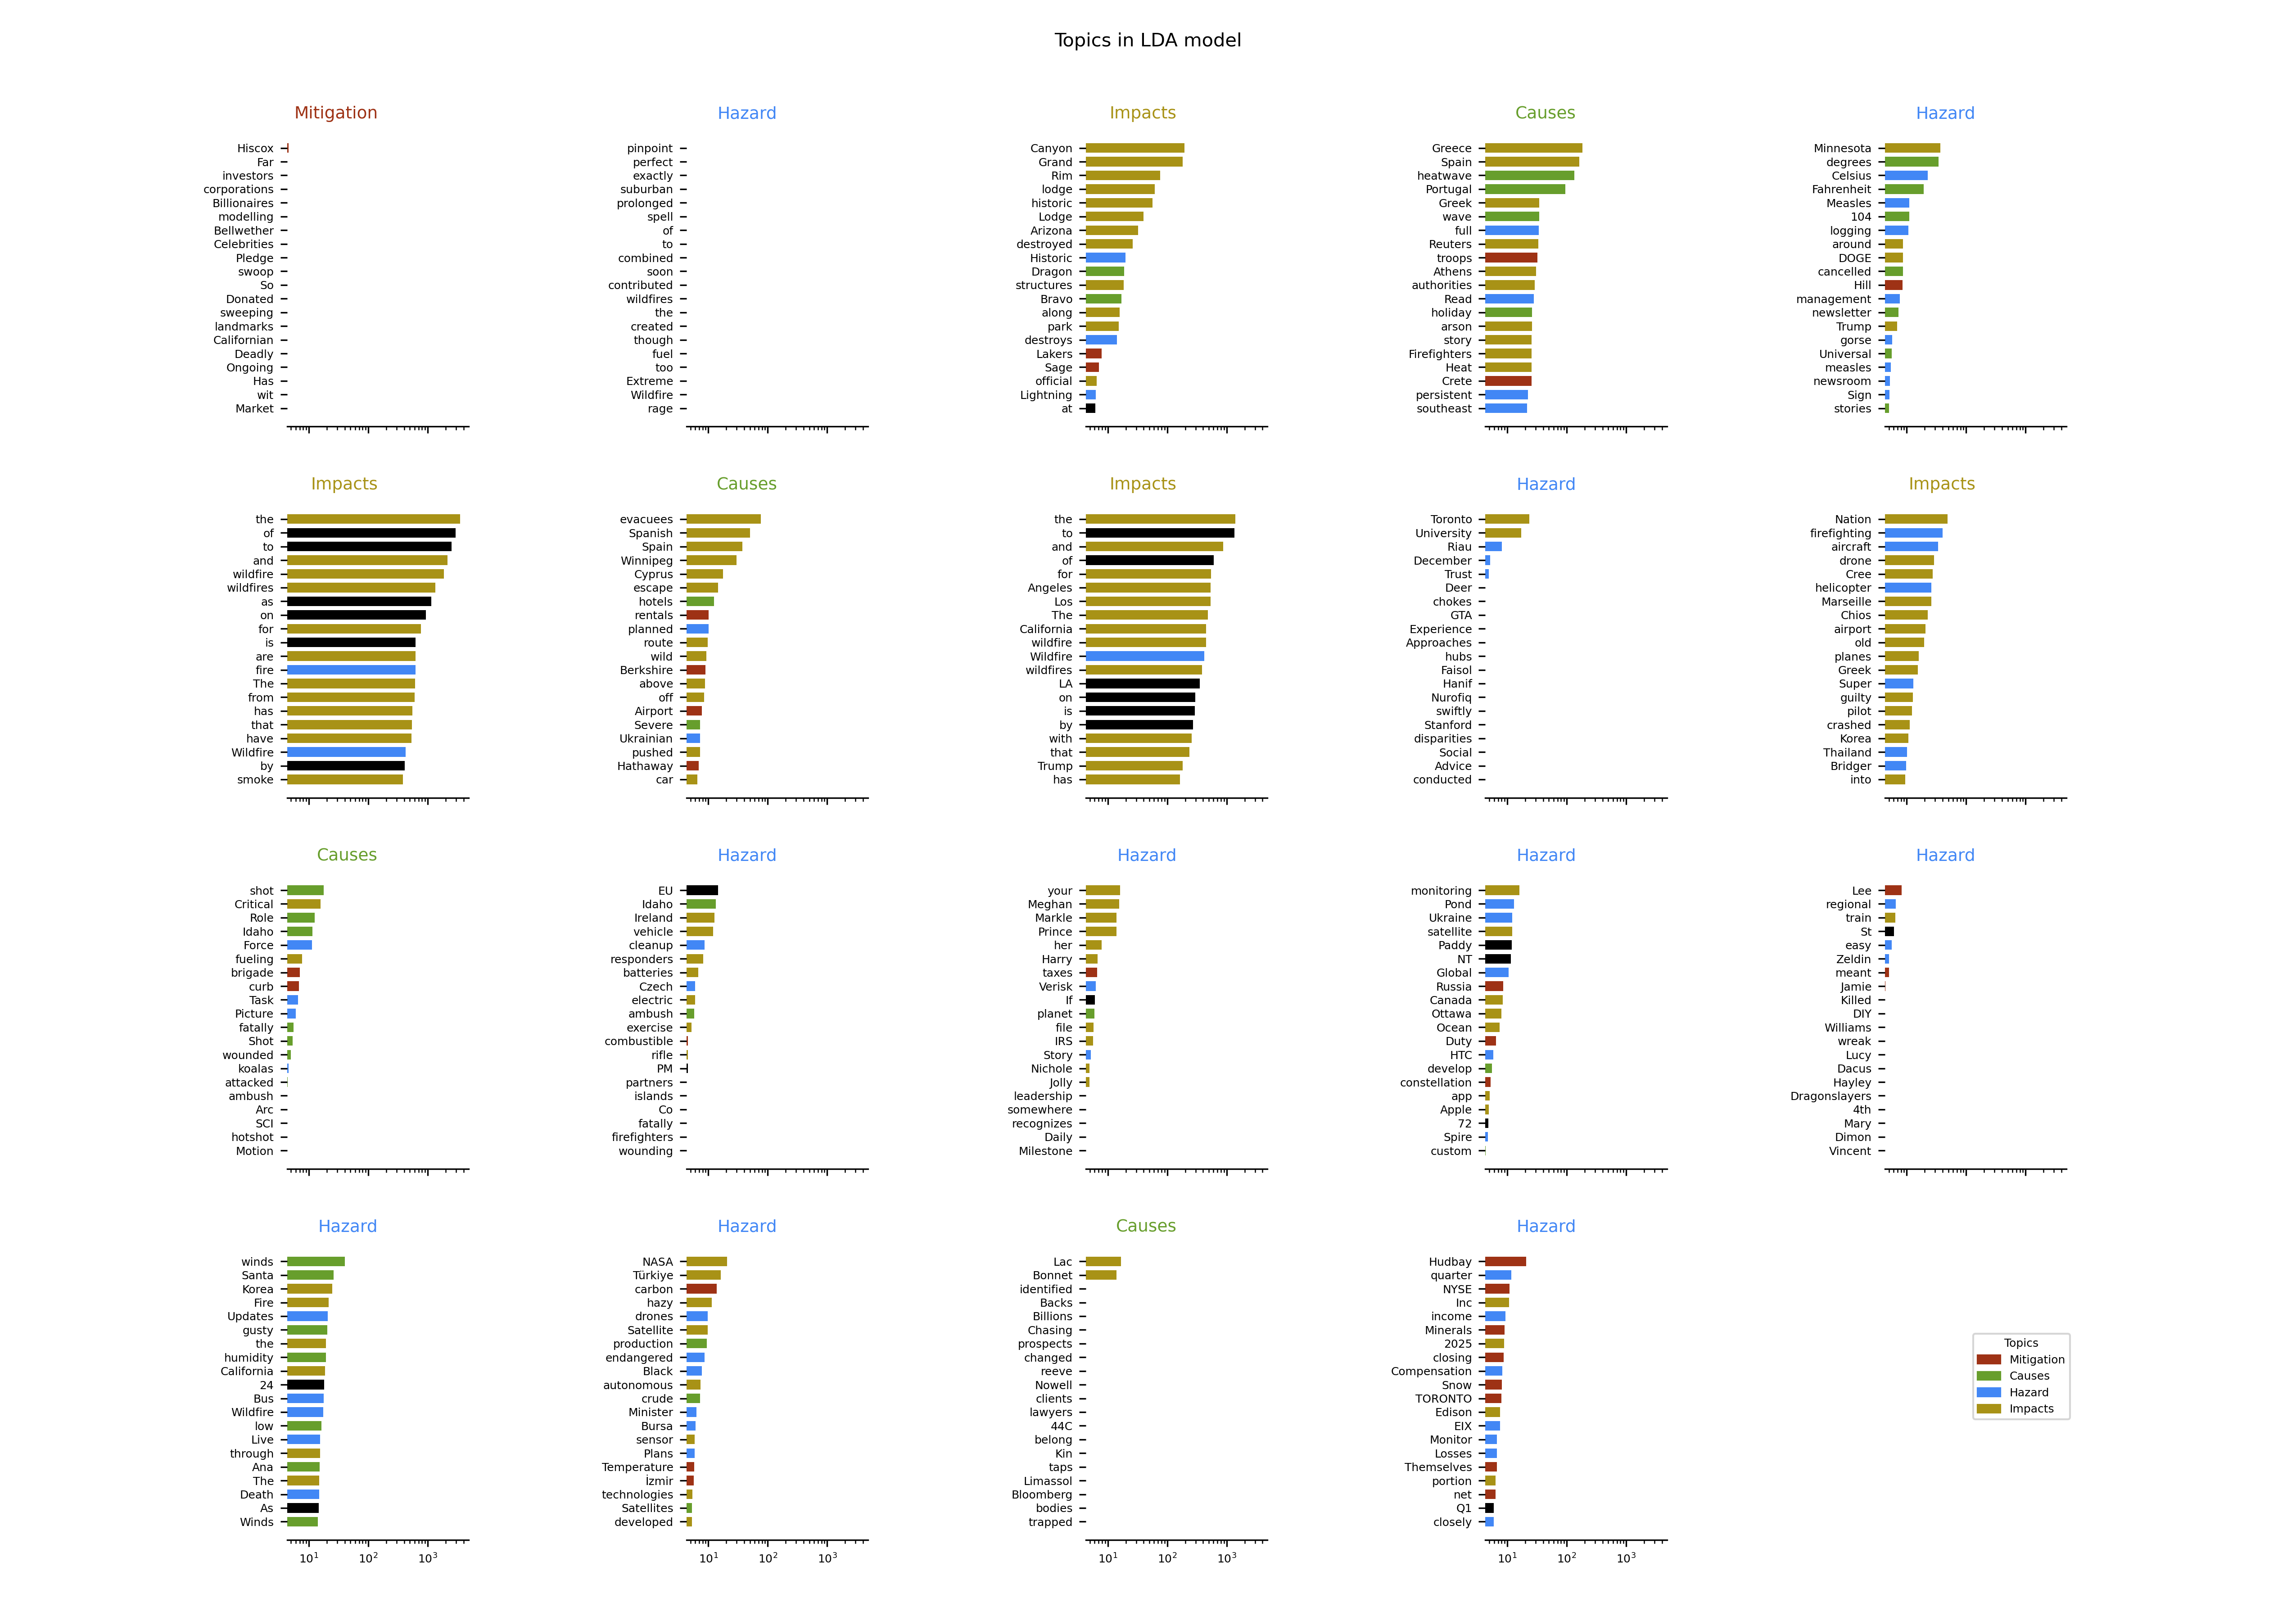 Topics in LDA model
Mitigation
Hiscox
Far
investors
corporations
Billionaires
modelling
Bellwether
Celebrities
Pledge
swoop
So
Donated
sweeping
landmarks
Californian
Deadly
Ongoing
Has
wit
Market
Hazard
pinpoint
perfect
exactly
suburban
prolonged
spell
of
to
combined
soon
contributed
wildfires
the
created
though
fuel
too
Extreme
Wildfire
rage
Impacts
Canyon
Grand
Rim
lodge
historic
Lodge
Arizona
destroyed
Historic
Dragon
structures
Bravo
along
park
destroys
Lakers
Sage
official
Lightning
at
Causes
Greece
Spain
heatwave
Portugal
Greek
wave
full
Reuters
troops
Athens
authorities
Read
holiday
arson
story
Firefighters
Heat
Crete
persistent
southeast
Hazard
Minnesota
degrees
Celsius
Fahrenheit
Measles
104
logging
around
DOGE
cancelled
Hill
management
newsletter
Trump
gorse
Universal
measles
newsroom
Sign
stories
Impacts
the
of
to
and
wildfire
wildfires
as
on
for
is
are
fire
The
from
has
that
have
Wildfire
by
smoke
Causes
evacuees
Spanish
Spain
Winnipeg
Cyprus
escape
hotels
rentals
planned
route
wild
Berkshire
above
off
Airport
Severe
Ukrainian
pushed
Hathaway
car
Impacts
the
to
and
of
for
Angeles
Los
The
California
wildfire
Wildfire
wildfires
LA
on
is
by
with
that
Trump
has
Hazard
Toronto
University
Riau
December
Trust
Deer
chokes
GTA
Experience
Approaches
hubs
Faisol
Hanif
Nurofiq
swiftly
Stanford
disparities
Social
Advice
conducted
Impacts
Nation
firefighting
aircraft
drone
Cree
helicopter
Marseille
Chios
airport
old
planes
Greek
Super
guilty
pilot
crashed
Korea
Thailand
Bridger
into
Causes
shot
Critical
Role
Idaho
Force
fueling
brigade
curb
Task
Picture
fatally
Shot
wounded
koalas
attacked
ambush
Arc
SCI
hotshot
Motion
Hazard
EU
Idaho
Ireland
vehicle
cleanup
responders
batteries
Czech
electric
ambush
exercise
combustible
rifle
PM
partners
islands
Co
fatally
firefighters
wounding
Hazard
your
Meghan
Markle
Prince
her
Harry
taxes
Verisk
If
planet
file
IRS
Story
Nichole
Jolly
leadership
somewhere
recognizes
Daily
Milestone
Hazard
monitoring
Pond
Ukraine
satellite
Paddy
NT
Global
Russia
Canada
Ottawa
Ocean
Duty
HTC
develop
constellation
app
Apple
72
Spire
custom
Hazard
Lee
regional
train
St
easy
Zeldin
meant
Jamie
Killed
DIY
Williams
wreak
Lucy
Dacus
Hayley
Dragonslayers
4th
Mary
Dimon
Vincent
Hazard
winds
Santa
Korea
Fire
Updates
gusty
the
humidity
California
24
Bus
Wildfire
low
Live
through
Ana
The
Death
As
Winds
10¹ 10² 10³
Hazard
NASA
Türkiye
carbon
hazy
drones
Satellite
production
endangered
Black
autonomous
crude
Minister
Bursa
sensor
Plans
Temperature
İzmir
technologies
Satellites
developed
10¹ 10² 10³
Causes
Lac
Bonnet
identified
Backs
Billions
Chasing
prospects
changed
reeve
Nowell
clients
lawyers
44C
belong
Kin
taps
Limassol
Bloomberg
bodies
trapped
10¹ 10² 10³
Hazard
Hudbay
quarter
NYSE
Inc
income
Minerals
2025
closing
Compensation
Snow
TORONTO
Edison
EIX
Monitor
Losses
Themselves
portion
net
Q1
closely
10¹ 10² 10³
Topics
Mitigation
Causes
Hazard
Impacts